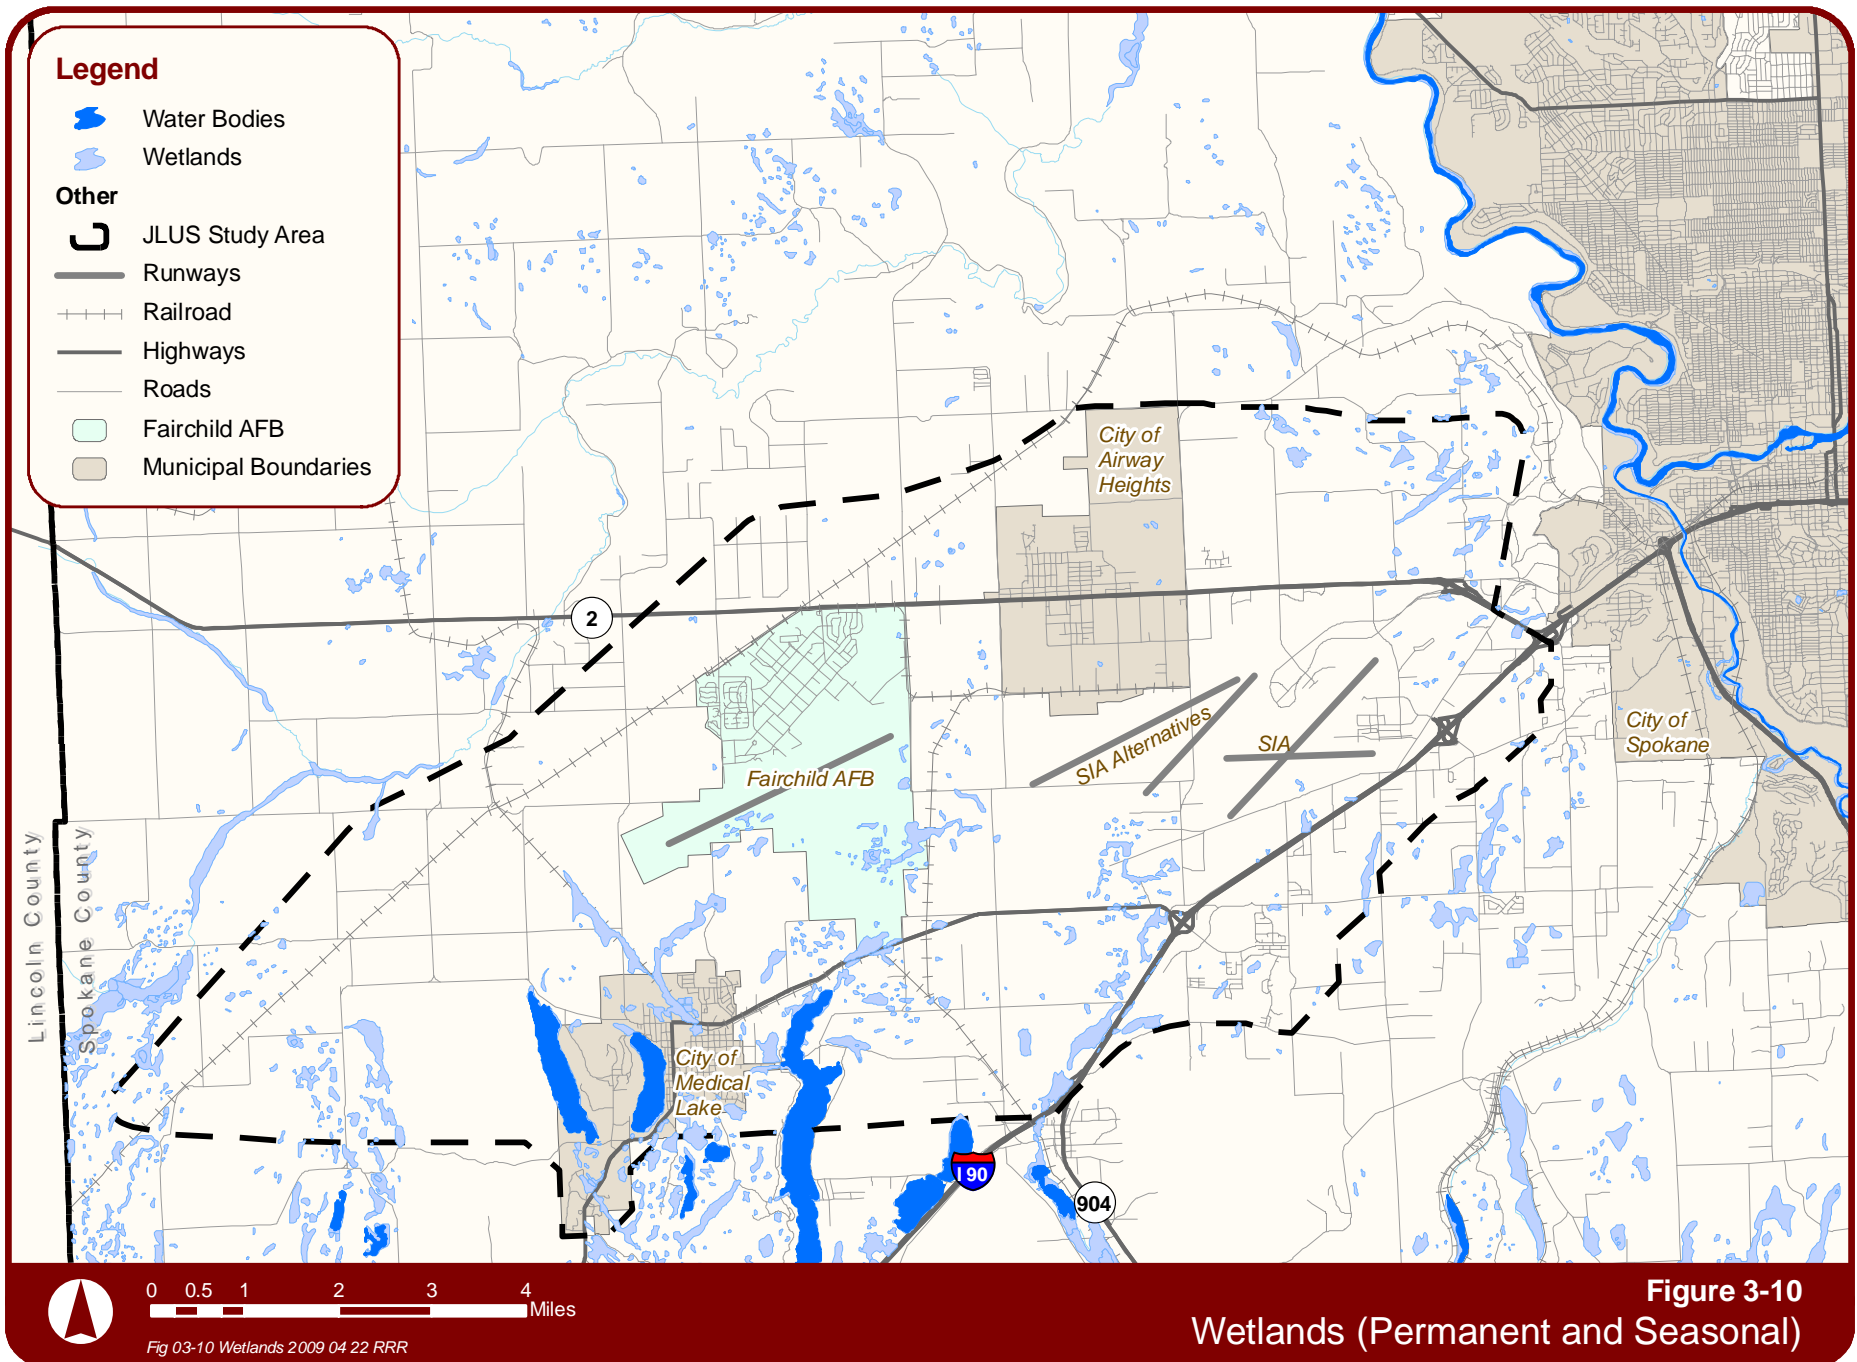 Legend
Water Bodies
Wetlands
Other
JLUS Study Area
Runways
Railroad
Highways
Roads
Fairchild AFB
Municipal Boundaries
City of
Airway
Heights
2
SIA Alternatives
SIA
City of
Spokane
Fairchild AFB
Lincoln County
Spokane County
City of
Medical
Lake
I 90
904
0 0.5 1 2 3 4
Miles
Fig 03-10 Wetlands 2009 04 22 RRR
Figure 3-10
Wetlands (Permanent and Seasonal)